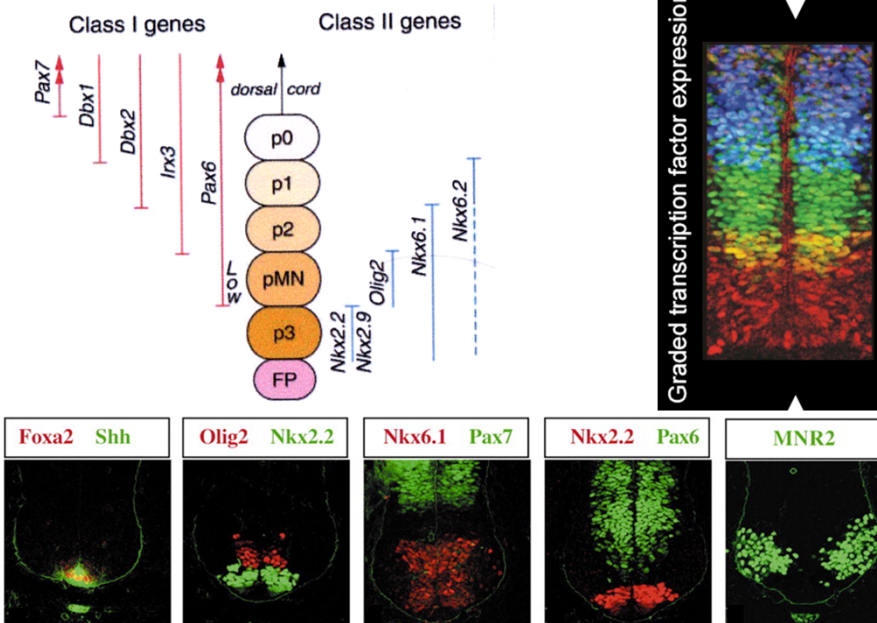 Class I genes
Class II genes
Pax7
Dbx1
Dbx2
Irx3
Pax6
Low
dorsal cord
p0
p1
p2
pMN
p3
FP
Nkx2.2
Nkx2.9
Olig2
Nkx6.1
Nkx6.2
Graded transcription factor expression
Foxa2 Shh
Olig2 Nkx2.2
Nkx6.1 Pax7
Nkx2.2 Pax6
MNR2